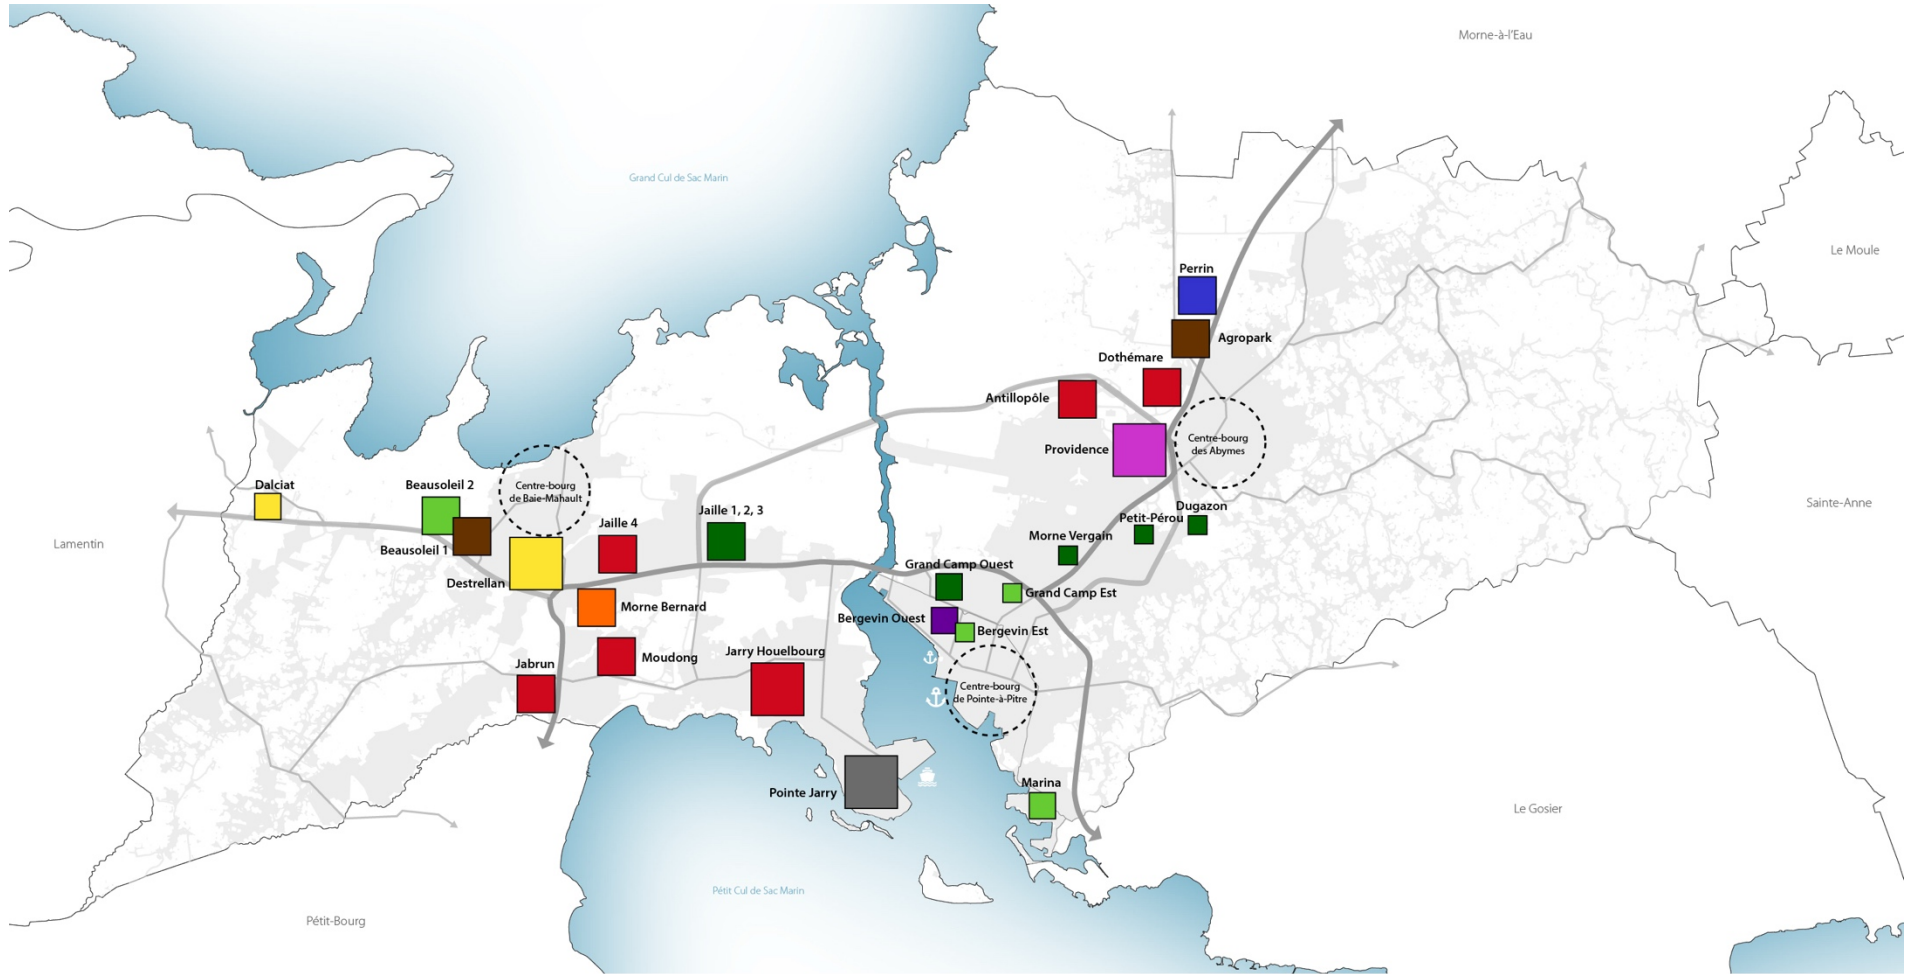 Morne-à-l'Eau
Grand Cul de Sac Marin
Le Moule
Perrin
Agropark
Dothémare
Antillopôle
Providence
Centre-bourg
des Abymes
Dalciat
Beausoleil 2
Centre-bourg
de Baie-Mahault
Sainte-Anne
Jaille 4
Jaille 1, 2, 3
Dugazon
Petit-Pérou
Morne Vergain
Lamentin
Beausoleil 1
Destrellan
Grand Camp Ouest
Grand Camp Est
Morne Bernard
Bergevin Ouest
Bergevin Est
Jabrun
Moudong
Jarry Houelbourg
Centre-bourg
de Pointe-à-Pitre
Pointe Jarry
Marina
Le Gosier
Pétit Cul de Sac Marin
Pétit-Bourg